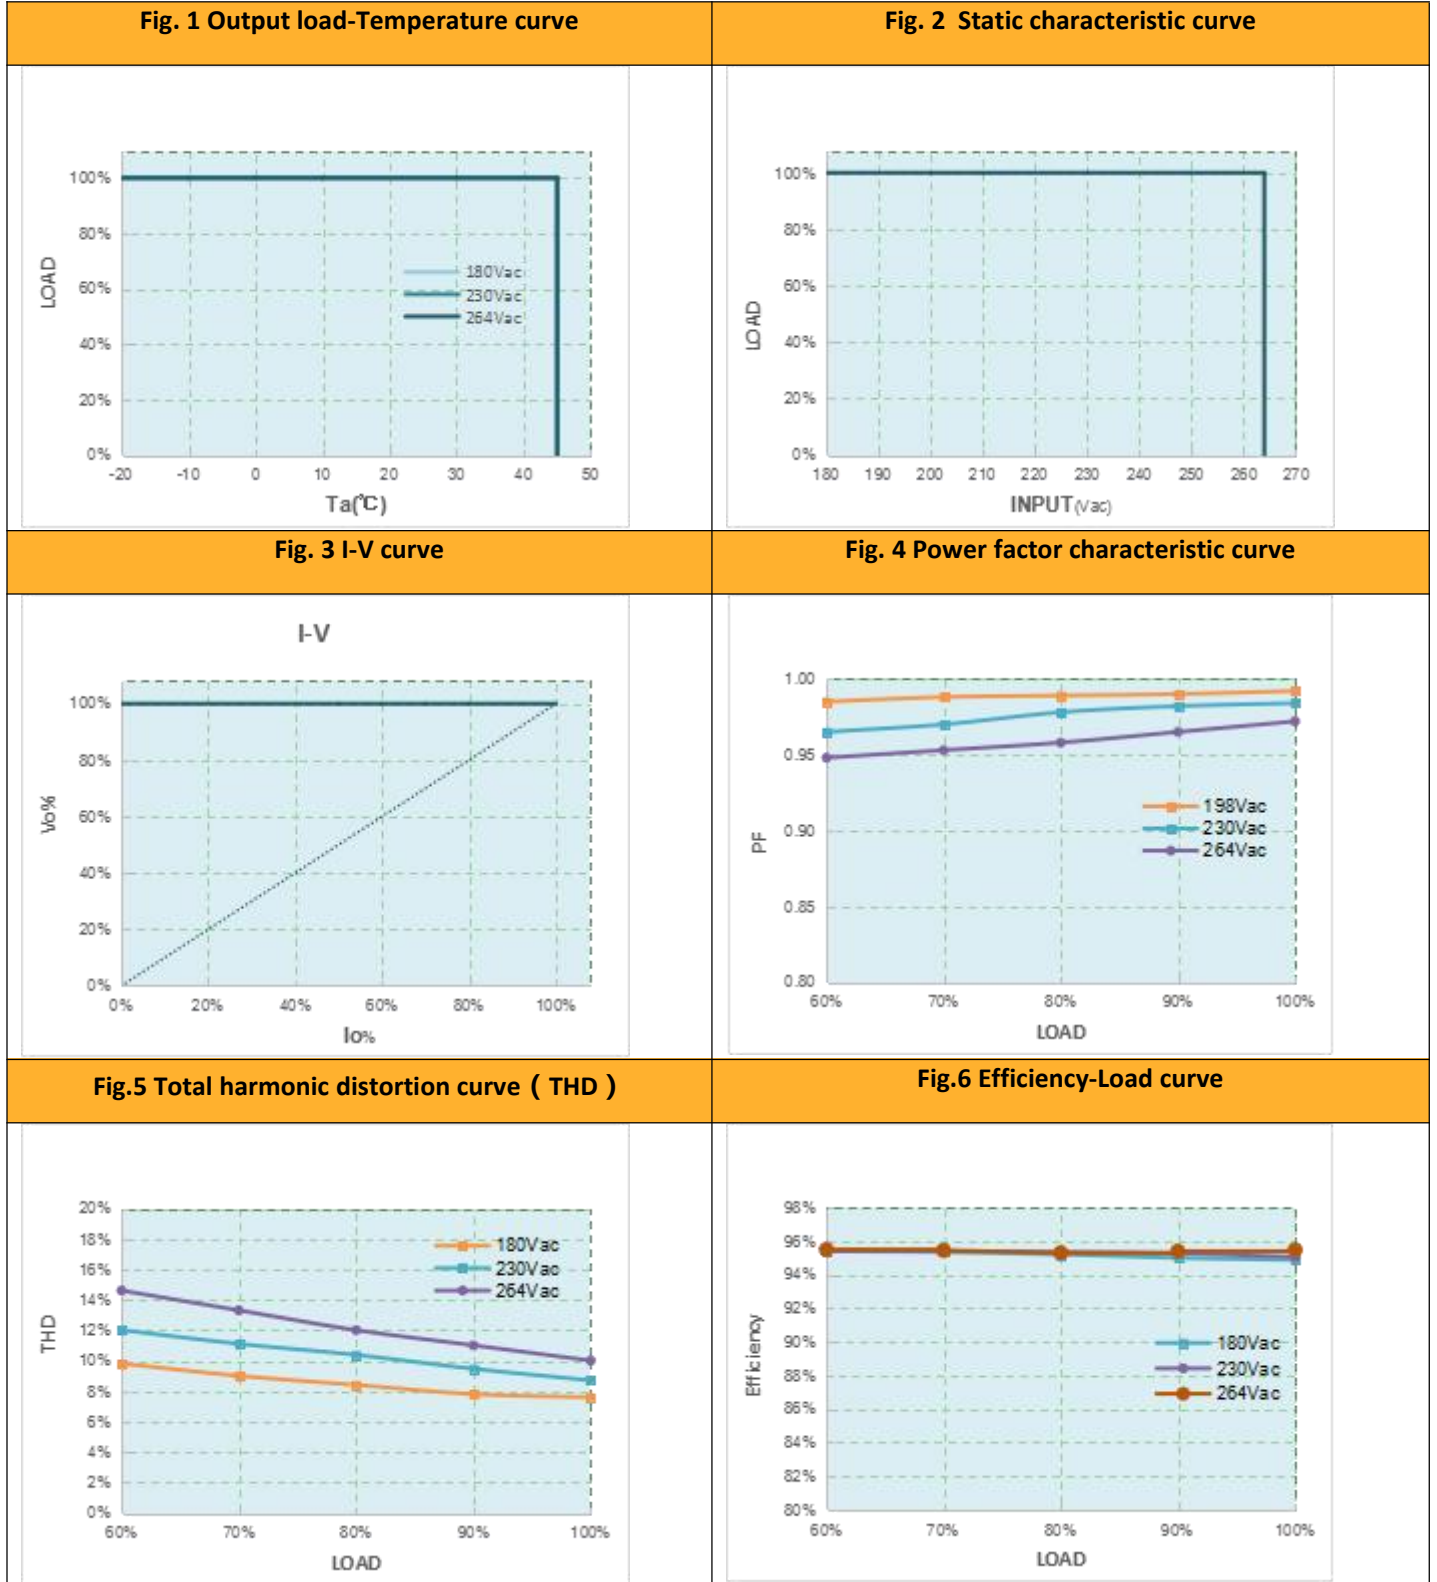 Fig. 1 Output load-Temperature curve
Fig. 2 Static characteristic curve
LOAD
100%
80%
60%
40%
20%
0%
180Vac
230Vac
264Vac
-20 -10 0 10 20 30 40 50
Ta(℃)
LOAD
100%
80%
60%
40%
20%
0%
180 190 200 210 220 230 240 250 260 270
INPUT(Vac)
Fig. 3 I-V curve
Fig. 4 Power factor characteristic curve
I-V
Vo%
100%
80%
60%
40%
20%
0%
0% 20% 40% 60% 80% 100%
Io%
PF
1.00
0.95
0.90
0.85
0.80
198Vac
230Vac
264Vac
60% 70% 80% 90% 100%
LOAD
Fig.5 Total harmonic distortion curve ( THD )
Fig.6 Efficiency-Load curve
THD
20%
18%
16%
14%
12%
10%
8%
6%
4%
2%
0%
180Vac
230Vac
264Vac
60% 70% 80% 90% 100%
LOAD
Efficiency
98%
96%
94%
92%
90%
88%
86%
84%
82%
80%
180Vac
230Vac
264Vac
60% 70% 80% 90% 100%
LOAD